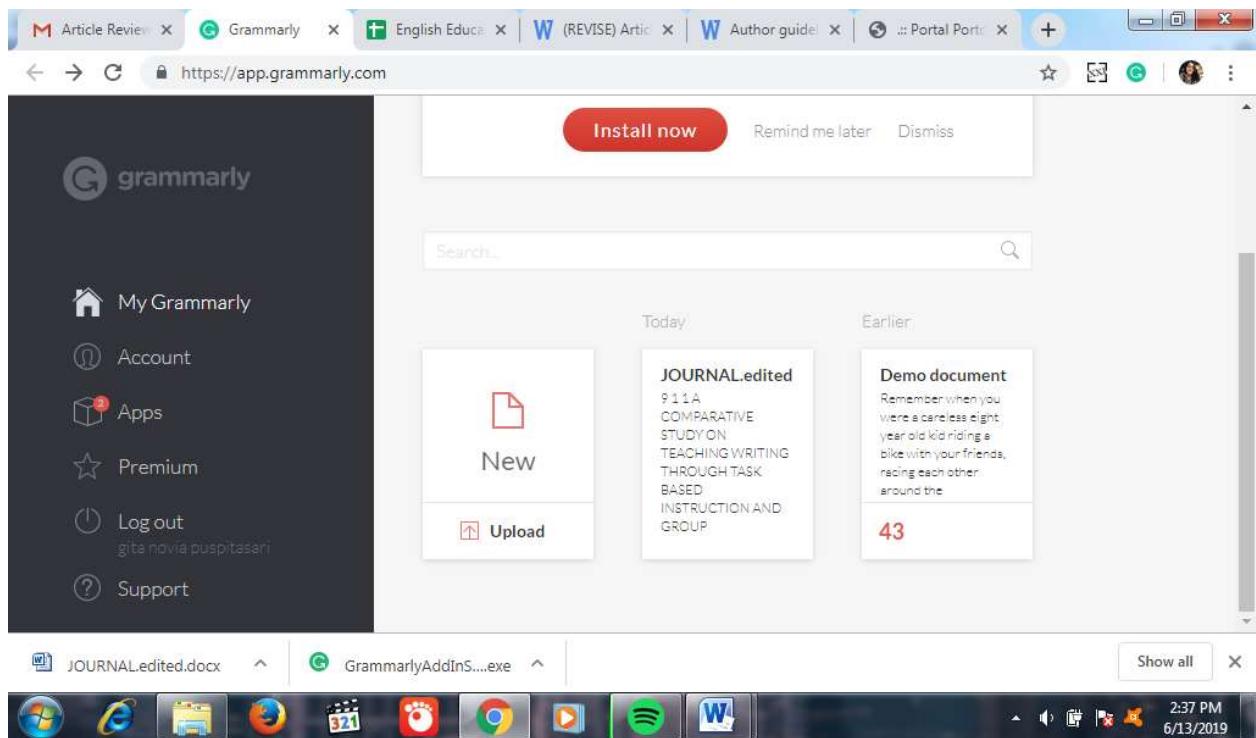 Article Review
Grammarly
English Educa
(REVISE) Artic
Author guidel
.:: Portal Porto
https://app.grammarly.com
Install now
Remind me later
Dismiss
grammarly
Search...
My Grammarly
Account
Apps
2
Premium
Log out
gita novia puspitasari
Support
Today
Earlier
New
Upload
JOURNAL.edited
9 1 1 A
COMPARATIVE
STUDY ON
TEACHING WRITING
THROUGH TASK
BASED
INSTRUCTION AND
GROUP
Demo document
Remember when you
were a careless eight
year old kid riding a
bike with your friends,
racing each other
around the
43
JOURNAL.edited.docx
GrammarlyAddInS....exe
Show all
321
2:37 PM
6/13/2019